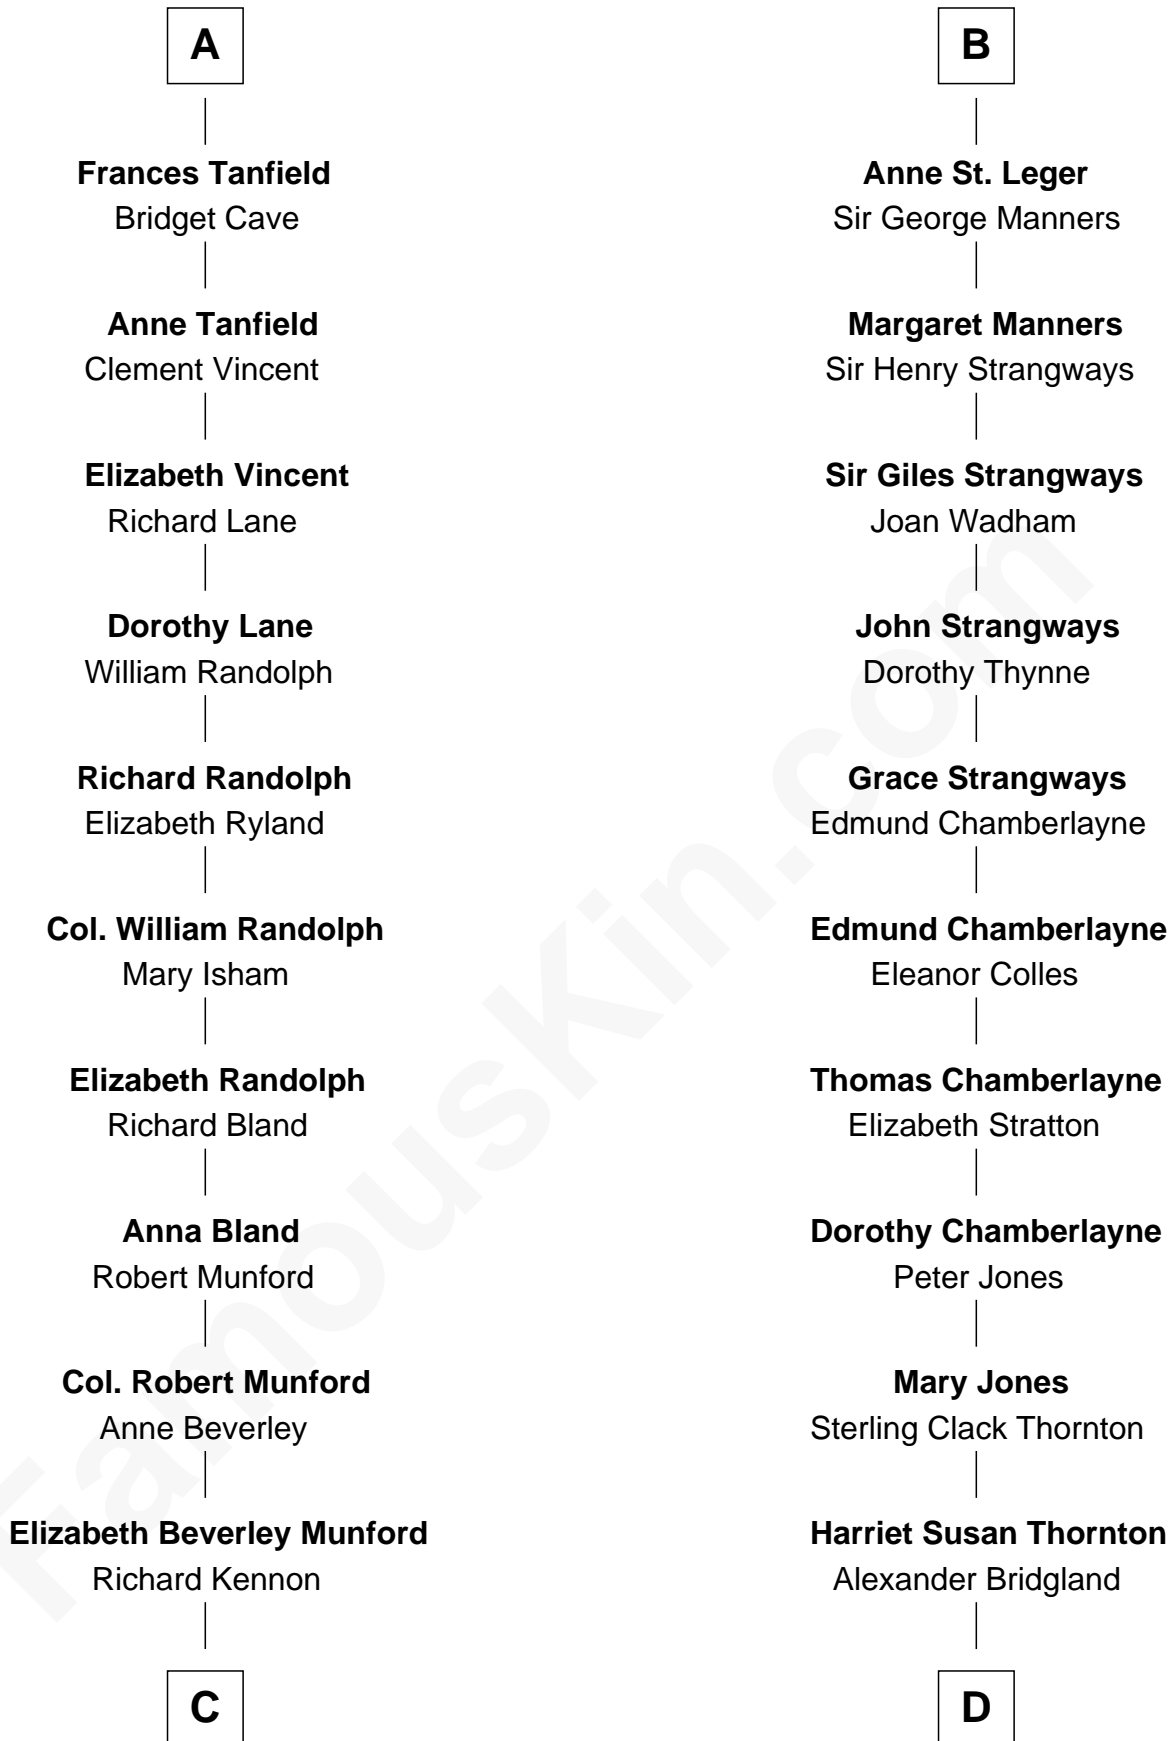 A
Frances Tanfield
Bridget Cave
Anne Tanfield
Clement Vincent
Elizabeth Vincent
Richard Lane
Dorothy Lane
William Randolph
Richard Randolph
Elizabeth Ryland
Col. William Randolph
Mary Isham
Elizabeth Randolph
Richard Bland
Anna Bland
Robert Munford
Col. Robert Munford
Anne Beverley
Elizabeth Beverley Munford
Richard Kennon
C
B
Anne St. Leger
Sir George Manners
Margaret Manners
Sir Henry Strangways
Sir Giles Strangways
Joan Wadham
John Strangways
Dorothy Thynne
Grace Strangways
Edmund Chamberlayne
Edmund Chamberlayne
Eleanor Colles
Thomas Chamberlayne
Elizabeth Stratton
Dorothy Chamberlayne
Peter Jones
Mary Jones
Sterling Clack Thornton
Harriet Susan Thornton
Alexander Bridgland
D
FamousKin.com